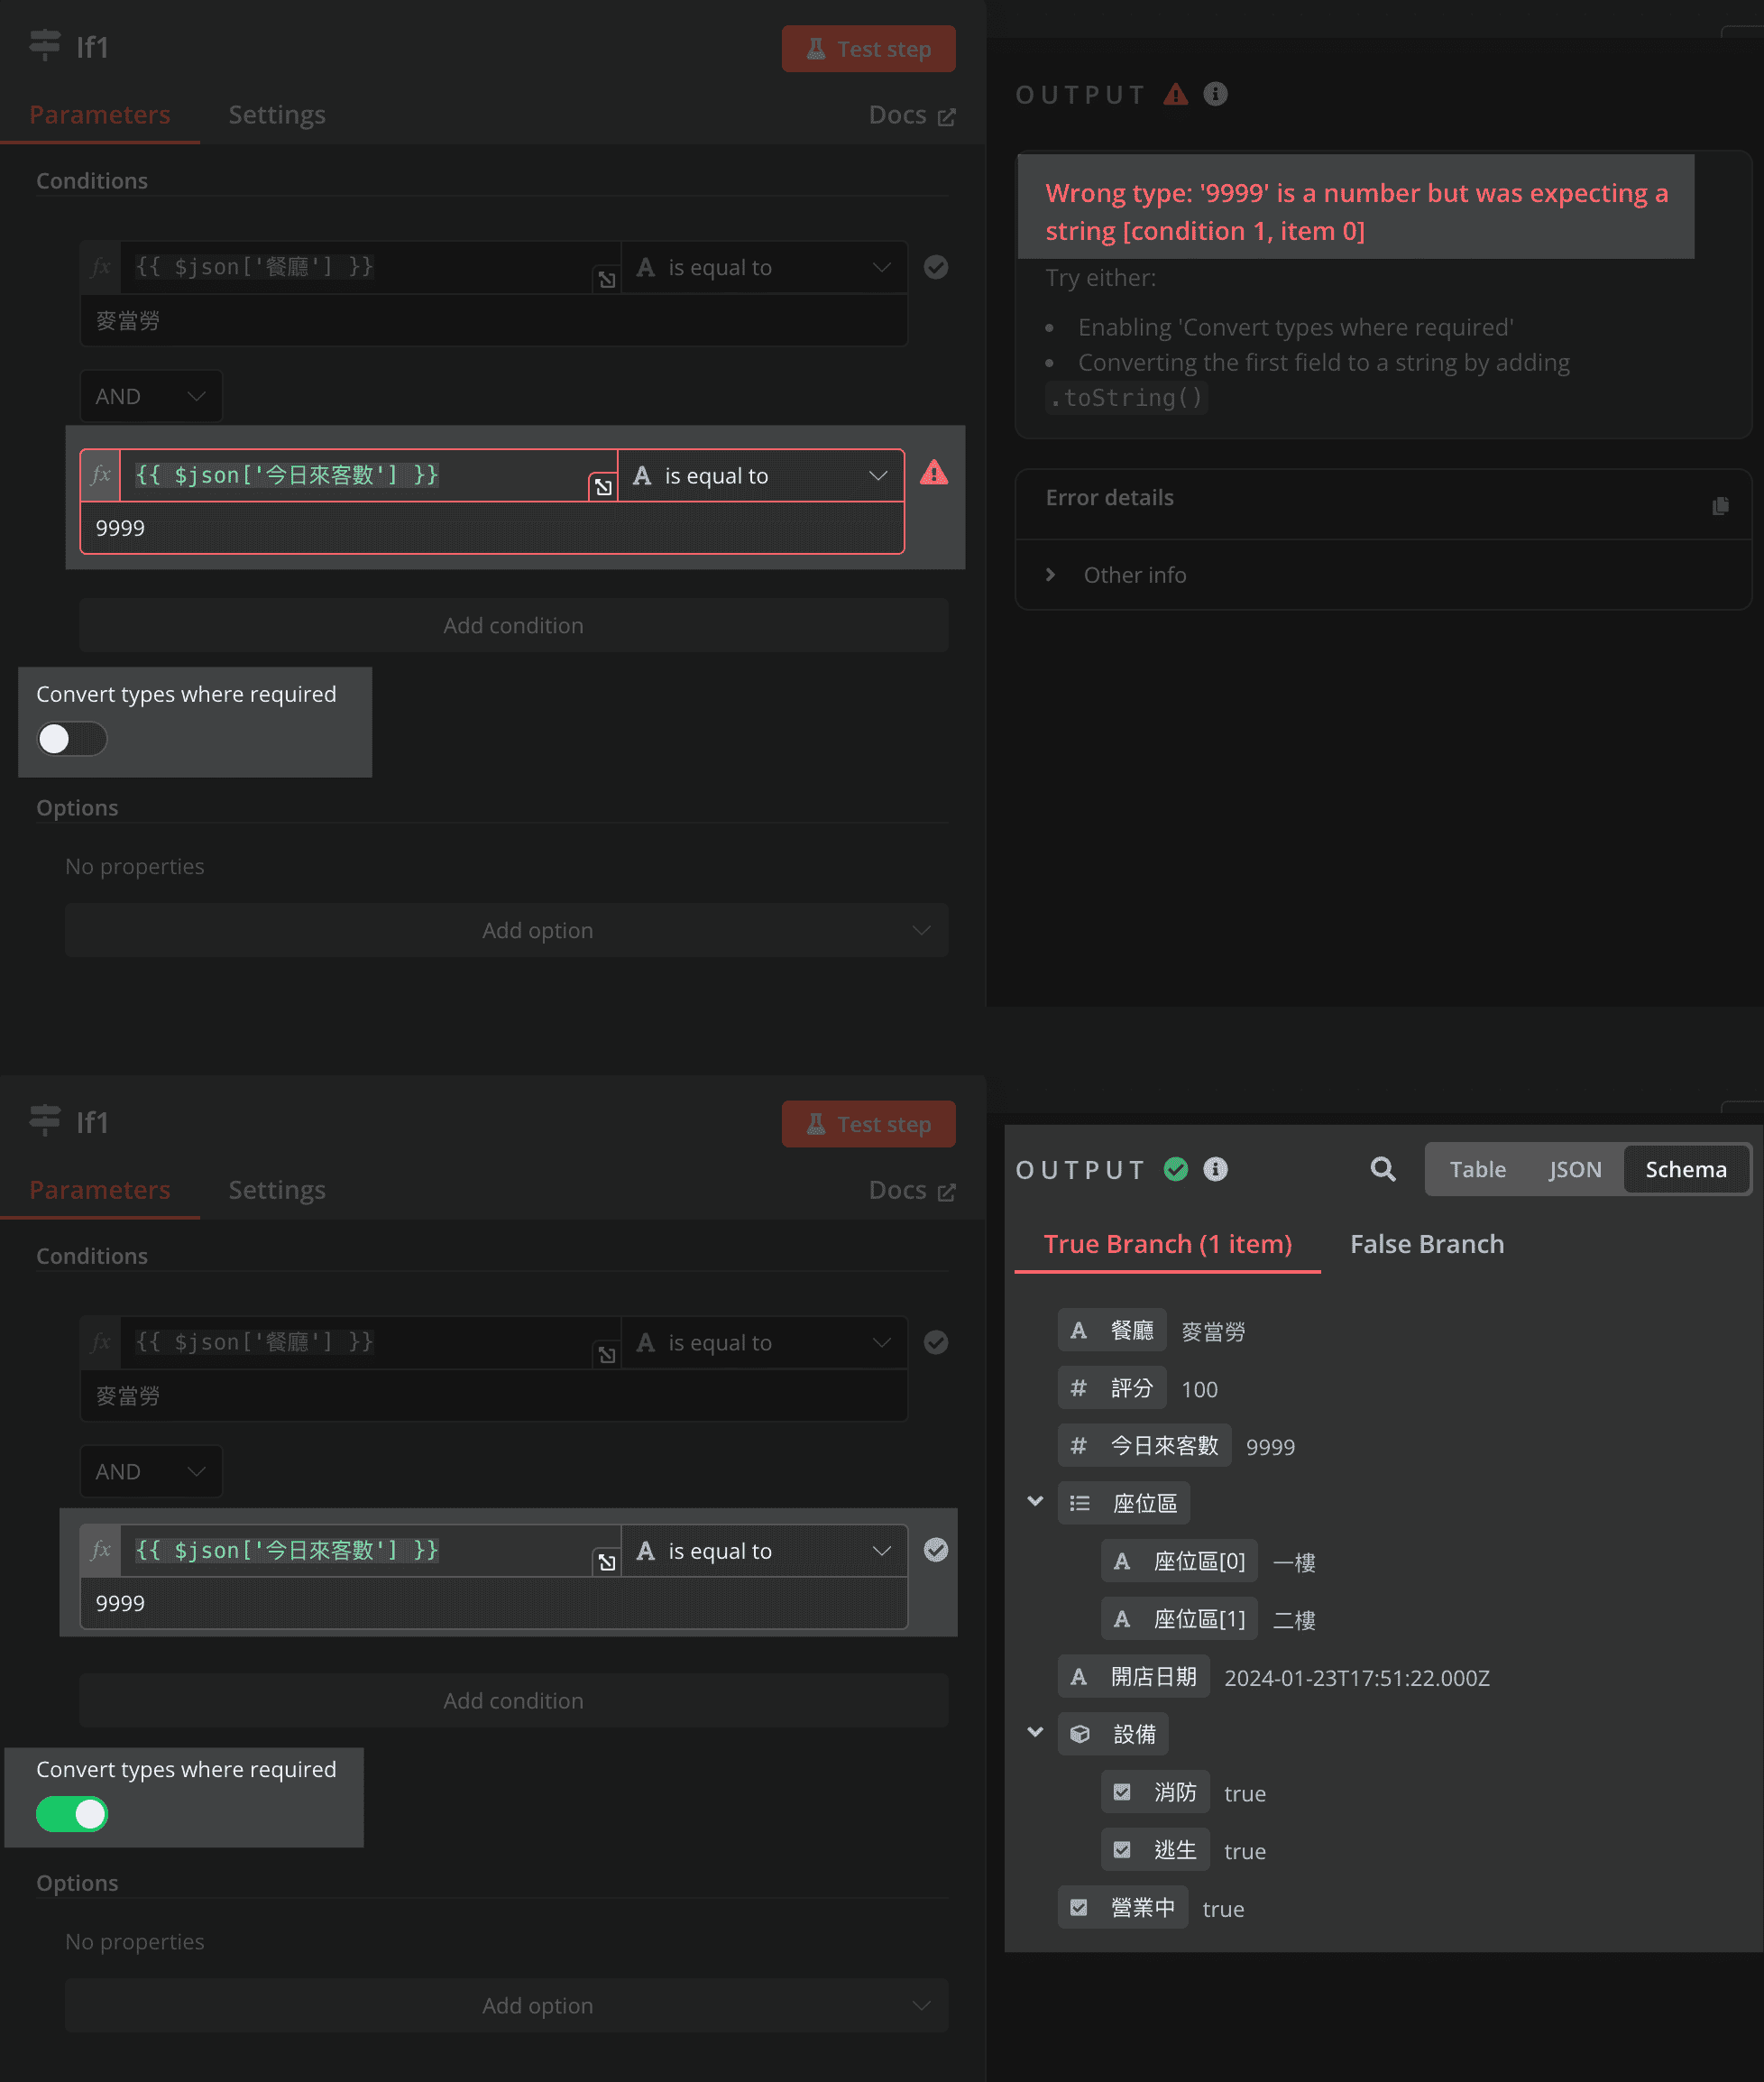 If1
Test step
Parameters
Settings
Docs
Conditions
fx
{{ $json['餐廳'] }}
A is equal to
麥當勞
AND
fx
{{ $json['今日來客數'] }}
A is equal to
9999
Add condition
Convert types where required
Options
No properties
Add option
OUTPUT
Wrong type: '9999' is a number but was expecting a
string [condition 1, item 0]
Try either:
• Enabling 'Convert types where required'
• Converting the first field to a string by adding
.toString()
Error details
Other info
If1
Test step
Parameters
Settings
Docs
Conditions
fx
{{ $json['餐廳'] }}
A is equal to
麥當勞
AND
fx
{{ $json['今日來客數'] }}
A is equal to
9999
Add condition
Convert types where required
Options
No properties
Add option
OUTPUT
Table
JSON
Schema
True Branch (1 item)
False Branch
A 餐廳 麥當勞
# 評分 100
# 今日來客數 9999
座位區
A 座位區[0] 一樓
A 座位區[1] 二樓
A 開店日期 2024-01-23T17:51:22.000Z
設備
消防 true
逃生 true
營業中 true